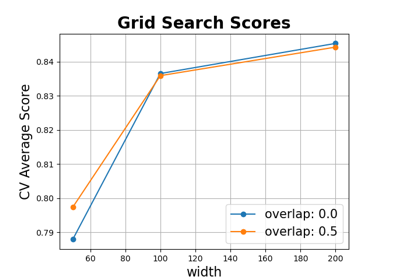 Grid Search Scores
CV Average Score
0.84
0.83
0.82
0.81
0.80
0.79
60 80 100 120 140 160 180 200
width
overlap: 0.0
overlap: 0.5